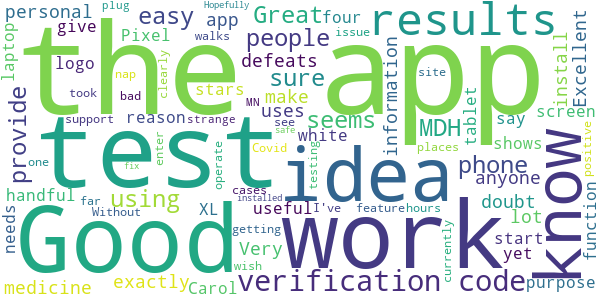 personal plug Hopefully
easy app Great four results
give Pixel people issue
laptop logo walks defeats sure information install Excellent
the app
took nap clearly stars make site
support bad reason uses MN see strange white seems MDH tablet say screen
provide test idea phone shows
one enter testing safe places anyone positive
handful using Covid fix doubt know
cases operate installed
needs far XL useful I've feature hours lot function
Without Good work start
getting Very yet
wish currently
medicine exactly Carol verification code purpose